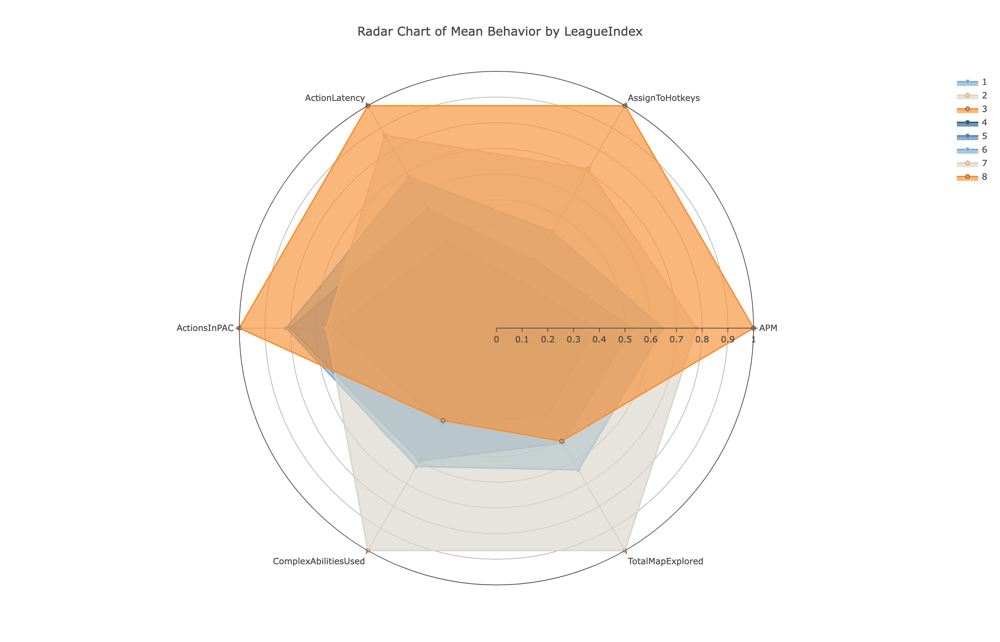 Radar Chart of Mean Behavior by LeagueIndex
1
2
3
4
5
6
7
8
ActionLatency
AssignToHotkeys
ActionsInPAC
APM
0
0.1
0.2
0.3
0.4
0.5
0.6
0.7
0.8
0.9
1
ComplexAbilitiesUsed
TotalMapExplored